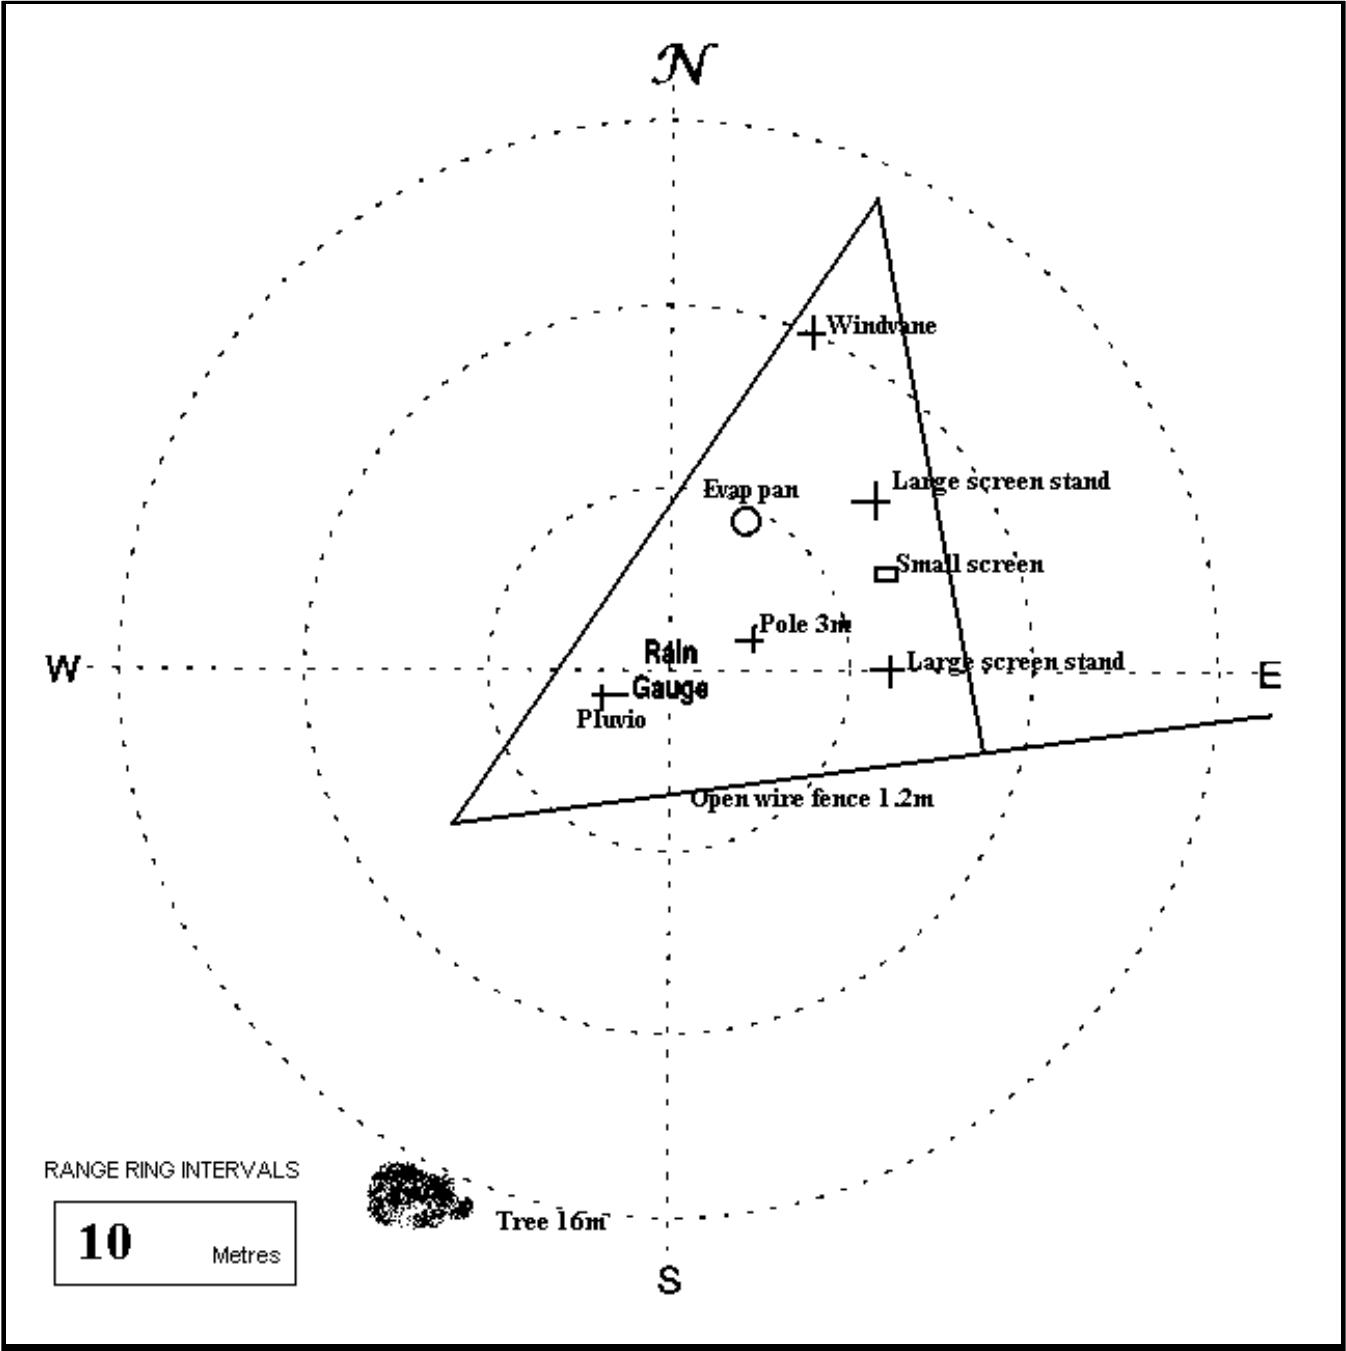 N
Windvane
Large screen stand
Evap pan
Small screen
Pole 3m
Rain
Gauge
W
Large screen stand
E
Pluvio
Open wire fence 1.2m
RANGE RING INTERVALS
10 Metres
Tree 16m
S